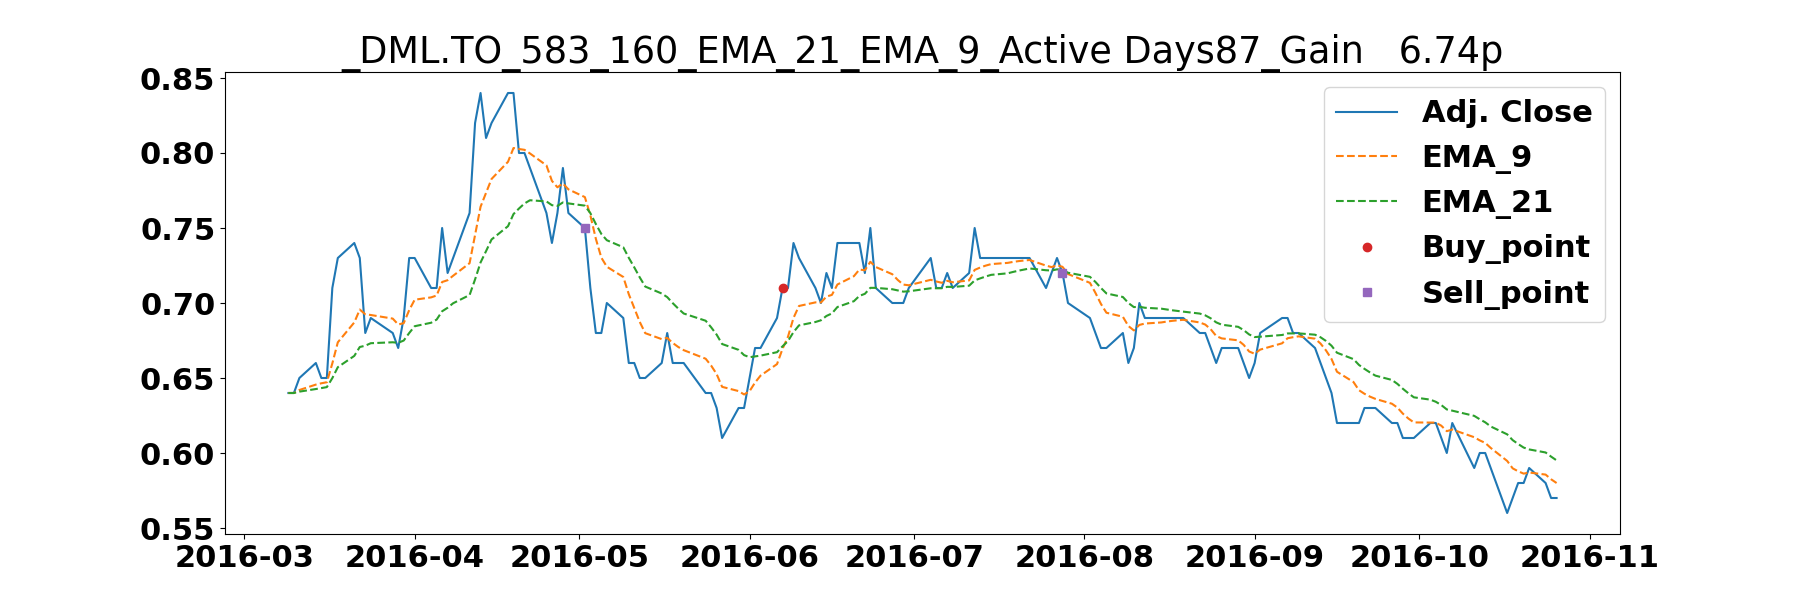 _DML.TO_583_160_EMA_21_EMA_9_Active Days87_Gain   6.74p
0.85
0.80
0.75
0.70
0.65
0.60
0.55
Adj. Close
EMA_9
EMA_21
Buy_point
Sell_point
2016-03 2016-04 2016-05 2016-06 2016-07 2016-08 2016-09 2016-10 2016-11